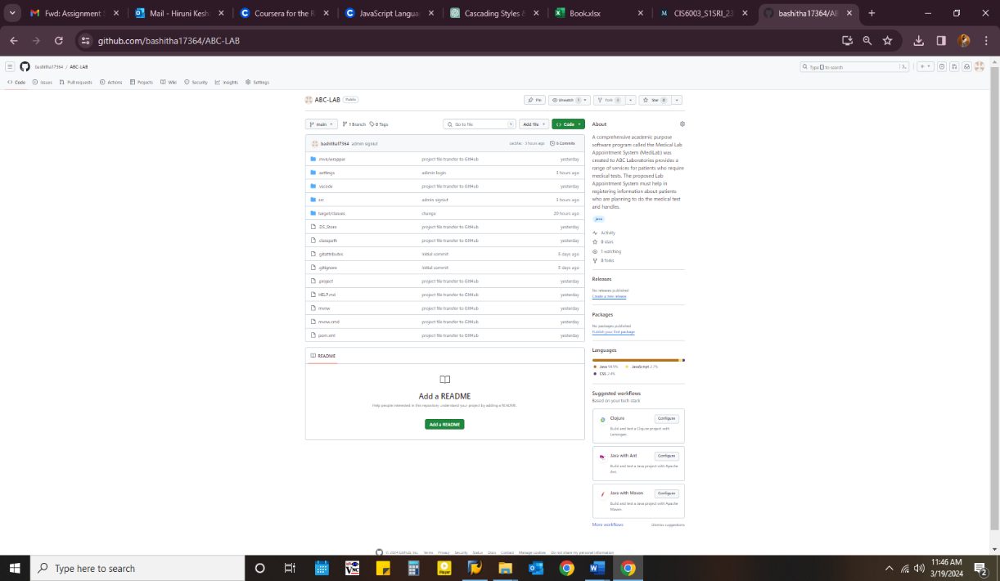 Fwd: Assignment S
Mail - Hiruni Kesha
Coursera for the R
JavaScript Langua
Cascading Styles &
Book.xlsx
CIS6003_S1SRI_23
bashitha17364/AB
github.com/bashitha17364/ABC-LAB
bashitha17364 / ABC-LAB
Type / to search
Code Issues Pull requests Actions Projects Wiki Security Insights Settings
ABC-LAB Public
Pin Unwatch 1 Fork 0 Star 0
main 1 Branch 0 Tags Go to file t Add file Code
bashitha17364 admin signiut 3 hours ago Commits
.mvn/wrapper project file transfer to GitHub yesterday
.settings admin login 5 hours ago
.vscode project file transfer to GitHub yesterday
src admin signiut 3 hours ago
target/classes change 20 hours ago
.DS_Store project file transfer to GitHub yesterday
.classpath project file transfer to GitHub yesterday
.gitattributes Initial commit 5 days ago
.gitignore Initial commit 5 days ago
.project project file transfer to GitHub yesterday
HELP.md project file transfer to GitHub yesterday
mvnw project file transfer to GitHub yesterday
mvnw.cmd project file transfer to GitHub yesterday
pom.xml project file transfer to GitHub yesterday
README
Add a README
Help people interested in this repository understand your project by adding a README.
Add a README
About
A comprehensive academic purpose
software program called the Medical Lab
Appointment System (MediLab) was
created to ABC Laboratories provides a
range of services for patients who require
medical tests. The proposed Lab
Appointment System must help in
registering information about patients
who are planning to do the medical test
and handles.
java
Activity
0 stars
1 watching
0 forks
Releases
No releases published
Create a new release
Packages
No packages published
Publish your first package
Languages
Java 94.9% JavaScript 2.7%
CSS 2.4%
Suggested workflows
Based on your tech stack
Clojure Configure
Build and test a Clojure project with
Leiningen.
Java with Ant Configure
Build and test a Java project with Apache
Ant.
Java with Maven Configure
Build and test a Java project with Apache
Maven.
More workflows Dismiss suggestions
© 2024 GitHub, Inc. Terms Privacy Security Status Docs Contact Manage cookies Do not share my personal information
Type here to search
11:46 AM
3/19/2024
2